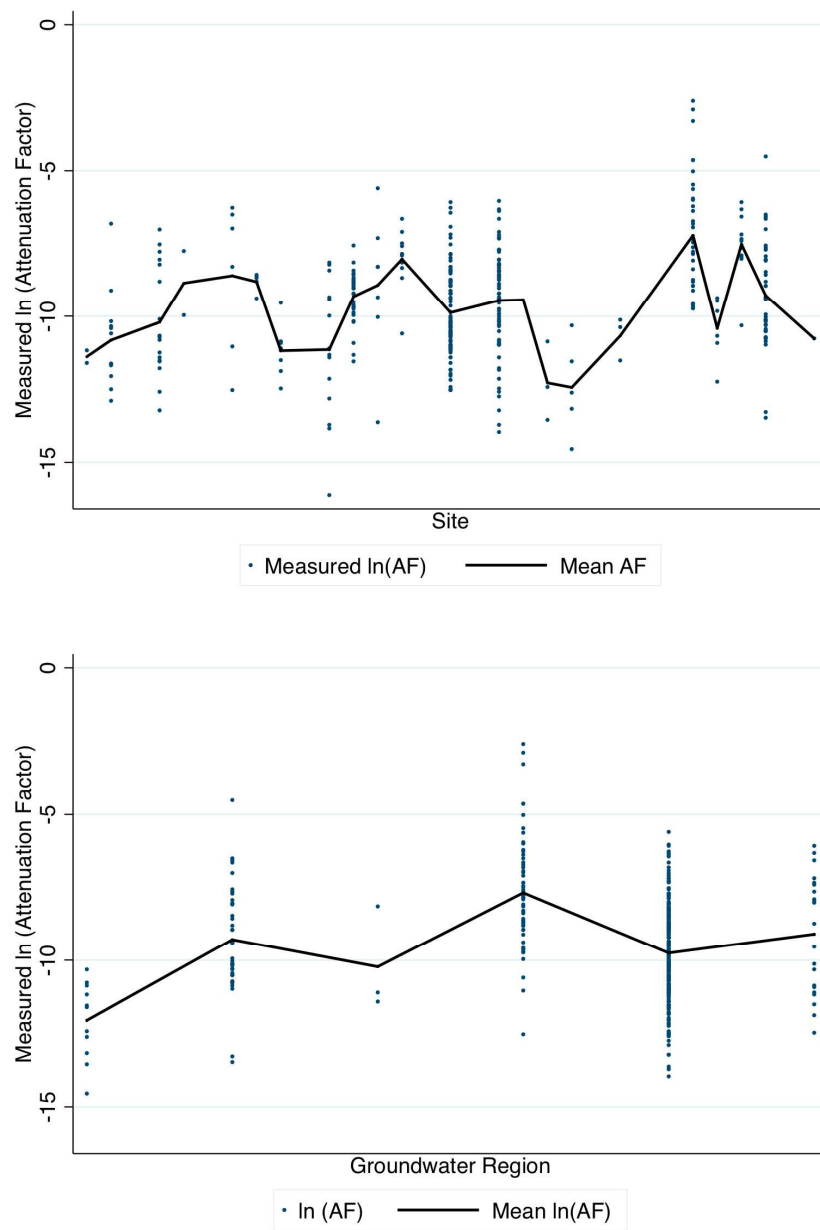 0
-5
-10
-15
Measured ln (Attenuation Factor)
Site
Measured ln(AF) Mean AF
0
-5
-10
-15
Measured ln (Attenuation Factor)
Groundwater Region
ln (AF) Mean ln(AF)